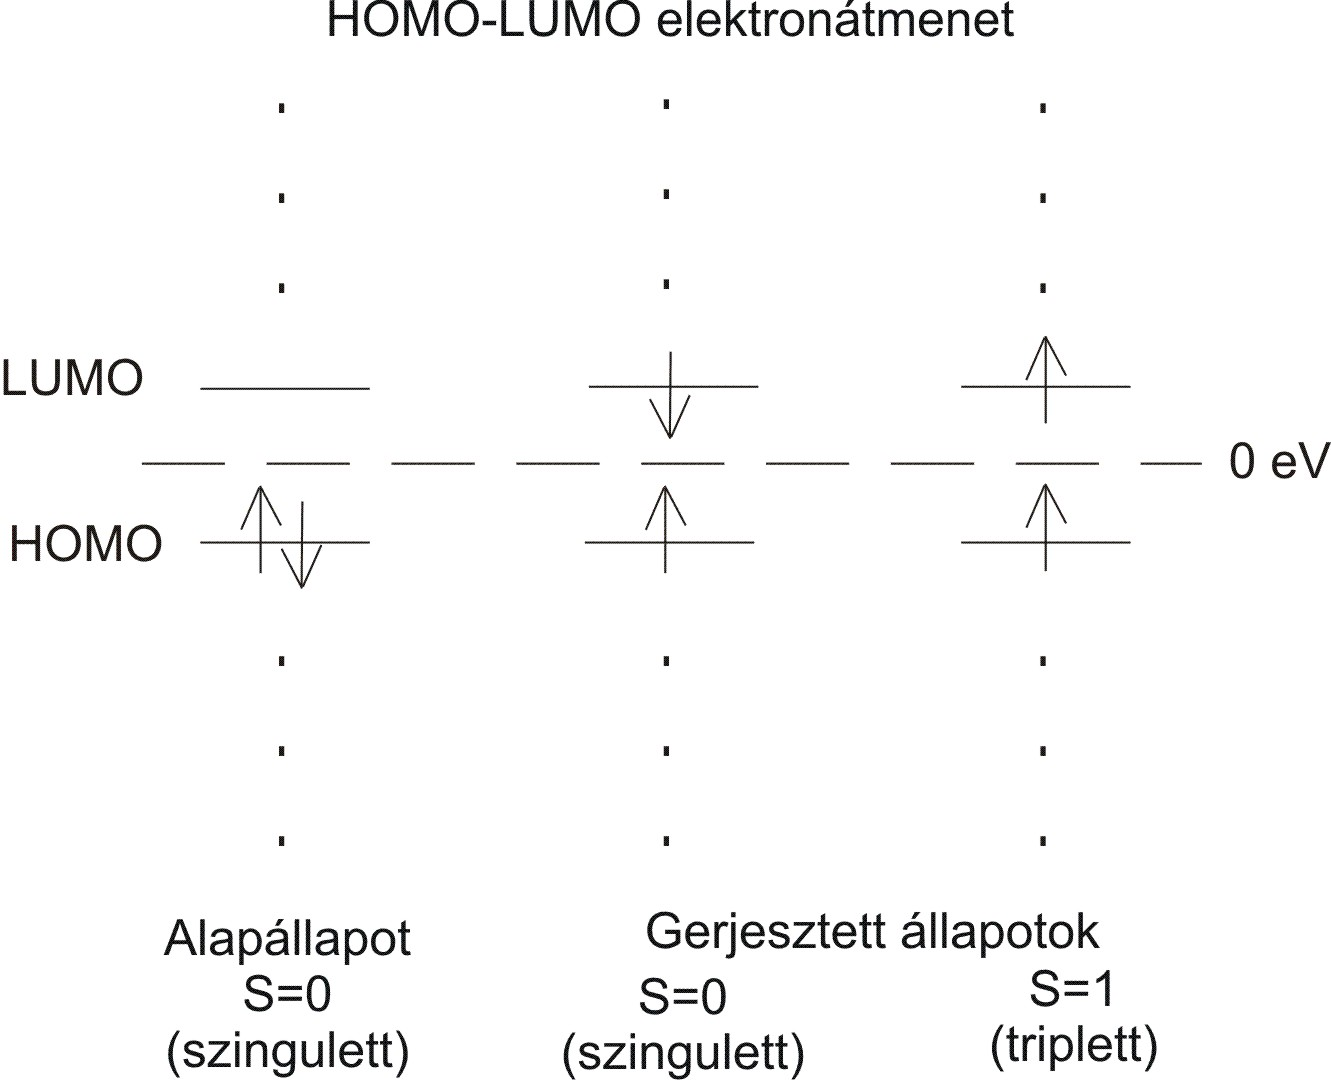 HOMO-LUMO elektronátmenet
LUMO
0 eV
HOMO
Alapállapot
S=0
(szingulett)
Gerjesztett állapotok
S=0
(szingulett)
S=1
(triplett)